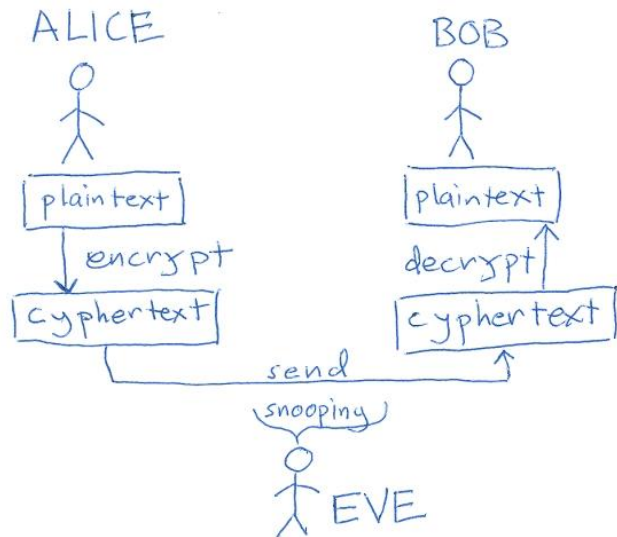 ALICE
BOB
plaintext
plaintext
encrypt
decrypt
cyphertext
cyphertext
send
snooping
EVE